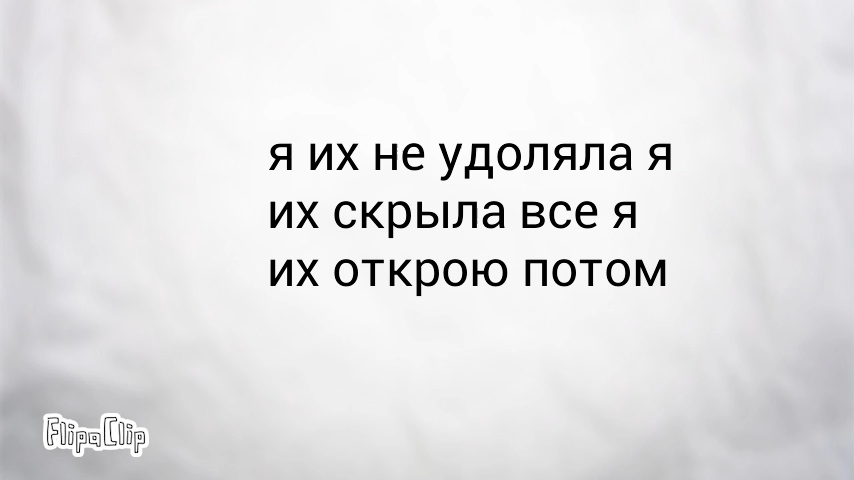 я их не удоляла я
их скрыла все я
их открою потом
FlipaClip